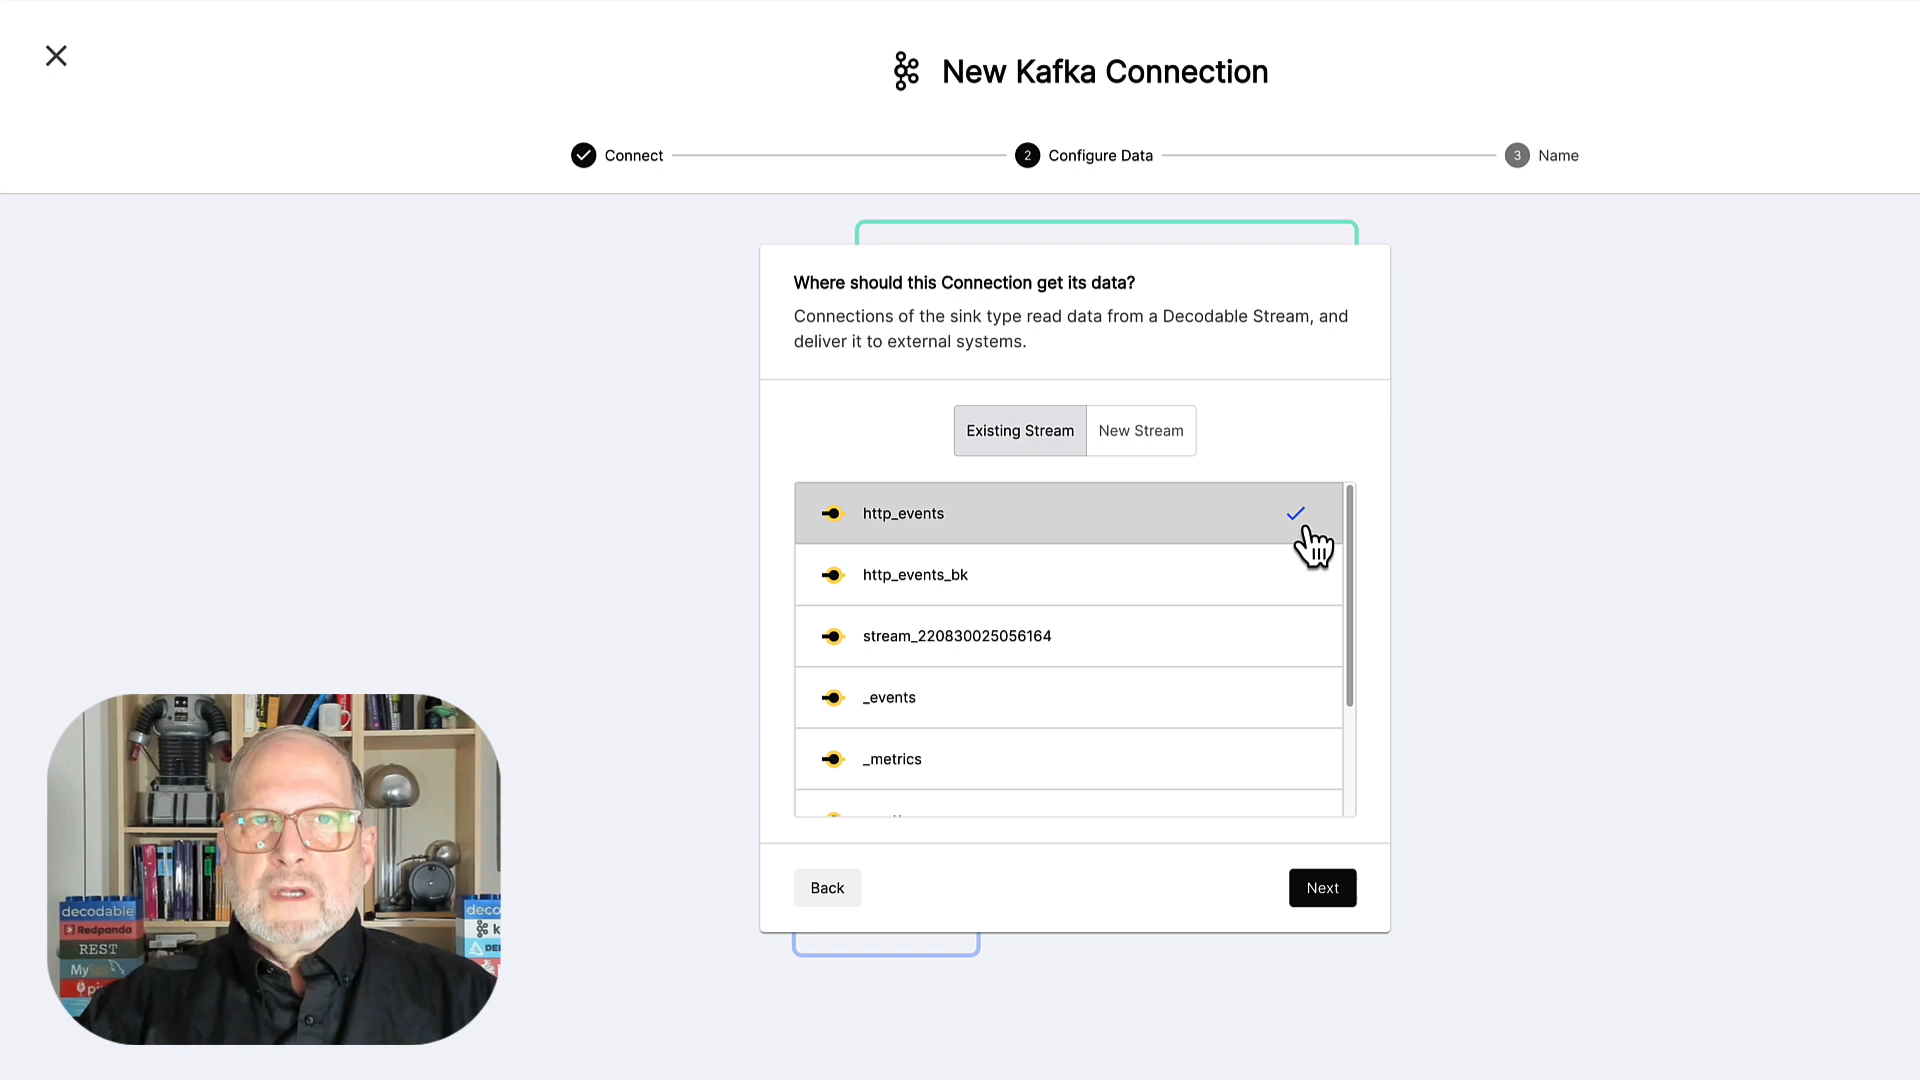 New Kafka Connection
Connect
2 Configure Data
3 Name
Where should this Connection get its data?
Connections of the sink type read data from a Decodable Stream, and
deliver it to external systems.
Existing Stream
New Stream
http_events
http_events_bk
stream_220830025056164
_events
_metrics
Back
Next
decodable
Redpanda
REST
My
deco
k